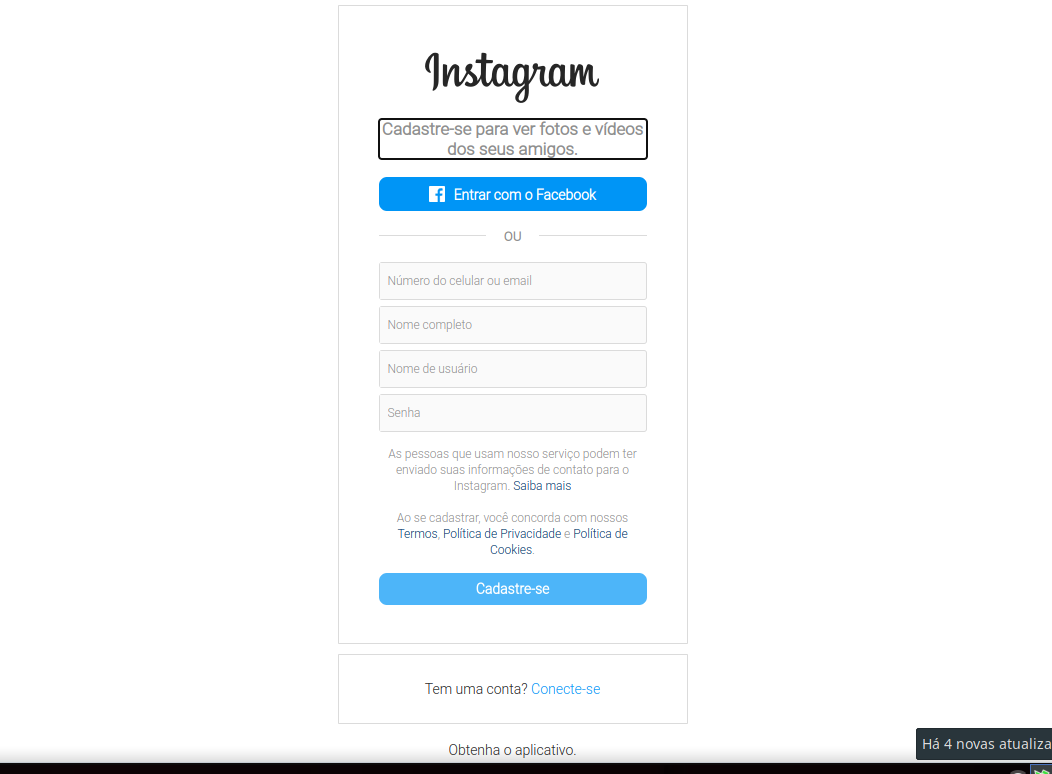 Instagram
Cadastre-se para ver fotos e vídeos
dos seus amigos.
Entrar com o Facebook
OU
Número do celular ou email
Nome completo
Nome de usuário
Senha
As pessoas que usam nosso serviço podem ter
enviado suas informações de contato para o
Instagram. Saiba mais
Ao se cadastrar, você concorda com nossos
Termos, Política de Privacidade e Política de
Cookies.
Cadastre-se
Tem uma conta? Conecte-se
Obtenha o aplicativo.
Há 4 novas atualiza